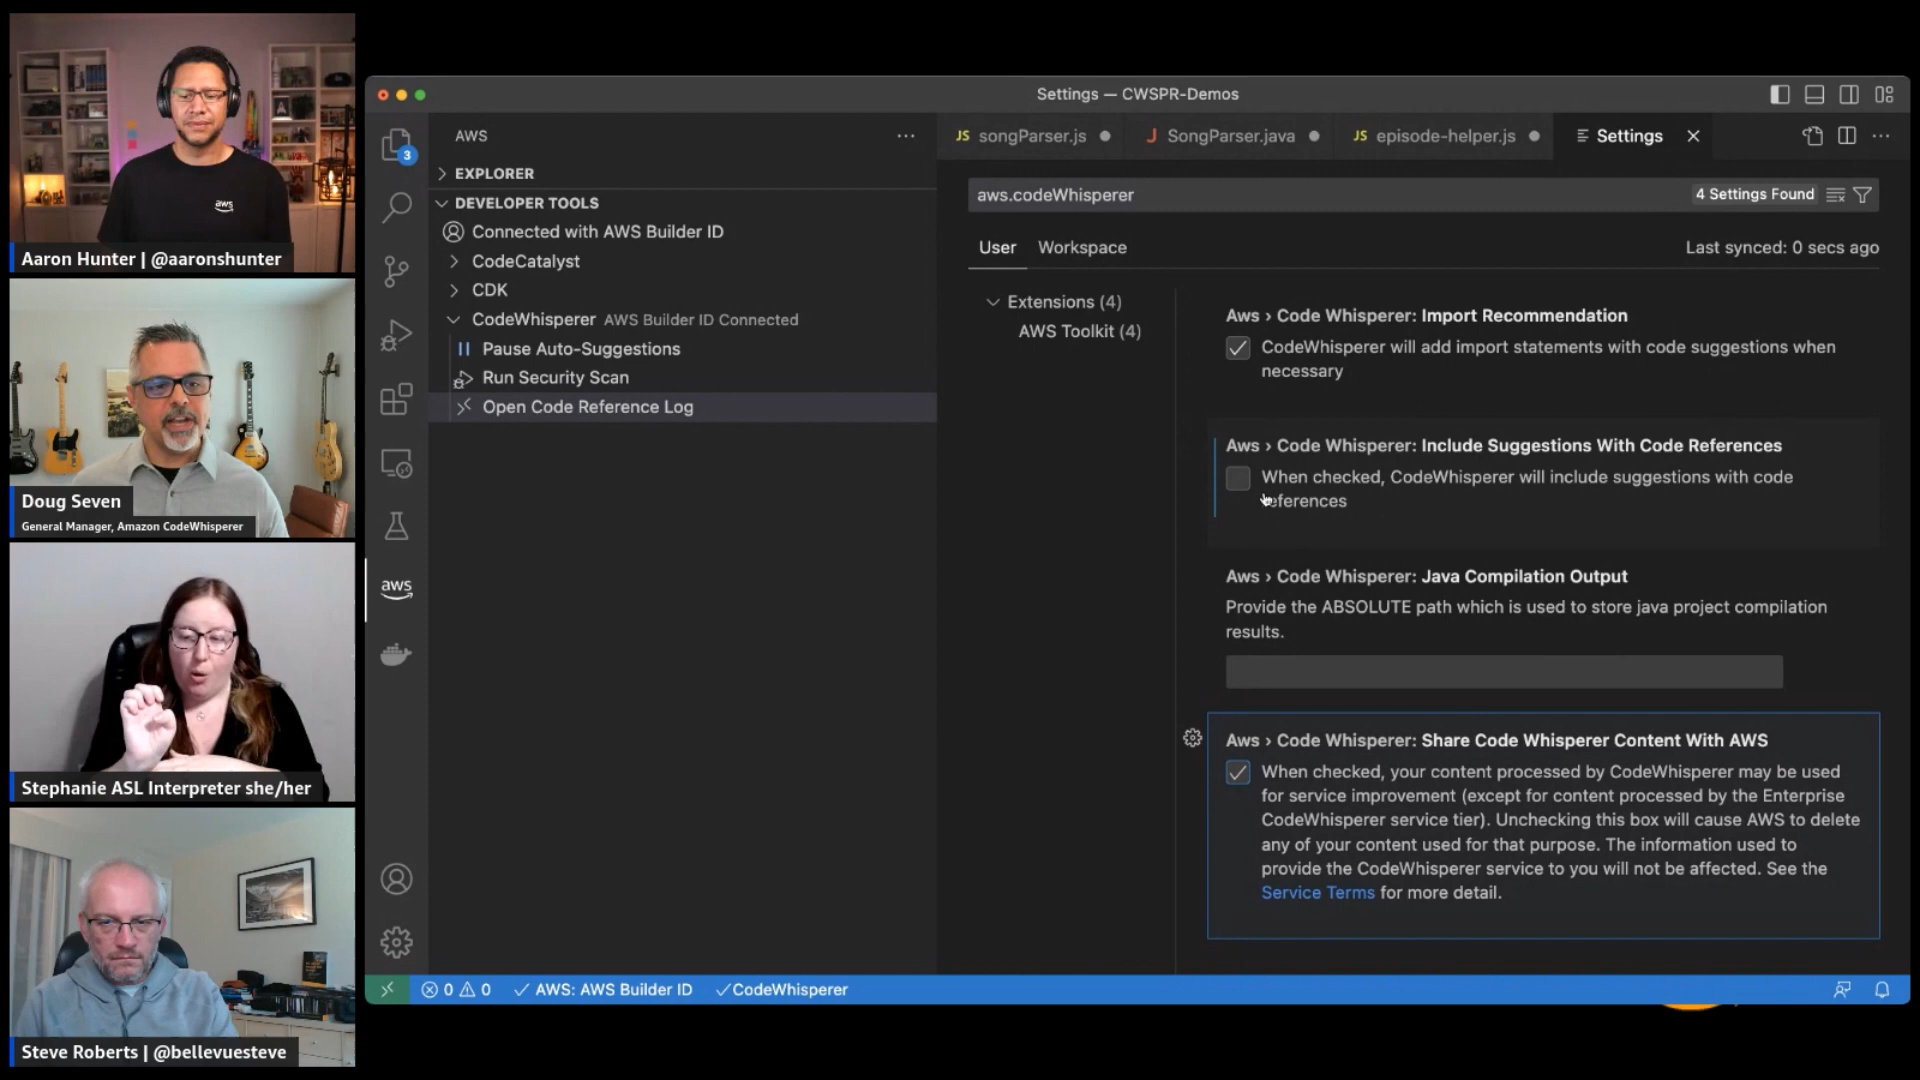 aws
Aaron Hunter | @aaronshunter
Doug Seven
General Manager, Amazon CodeWhisperer
Stephanie ASL Interpreter she/her
Steve Roberts | @bellevuesteve
Settings — CWSPR-Demos
3
aws
AWS
EXPLORER
DEVELOPER TOOLS
Connected with AWS Builder ID
CodeCatalyst
CDK
CodeWhisperer AWS Builder ID Connected
Pause Auto-Suggestions
Run Security Scan
Open Code Reference Log
JS songParser.js
J SongParser.java
JS episode-helper.js
Settings
aws.codeWhisperer
4 Settings Found
User
Workspace
Last synced: 0 secs ago
Extensions (4)
AWS Toolkit (4)
Aws › Code Whisperer: Import Recommendation
CodeWhisperer will add import statements with code suggestions when
necessary
Aws › Code Whisperer: Include Suggestions With Code References
When checked, CodeWhisperer will include suggestions with code
references
Aws › Code Whisperer: Java Compilation Output
Provide the ABSOLUTE path which is used to store java project compilation
results.
Aws › Code Whisperer: Share Code Whisperer Content With AWS
When checked, your content processed by CodeWhisperer may be used
for service improvement (except for content processed by the Enterprise
CodeWhisperer service tier). Unchecking this box will cause AWS to delete
any of your content used for that purpose. The information used to
provide the CodeWhisperer service to you will not be affected. See the
Service Terms for more detail.
0 0 AWS: AWS Builder ID CodeWhisperer